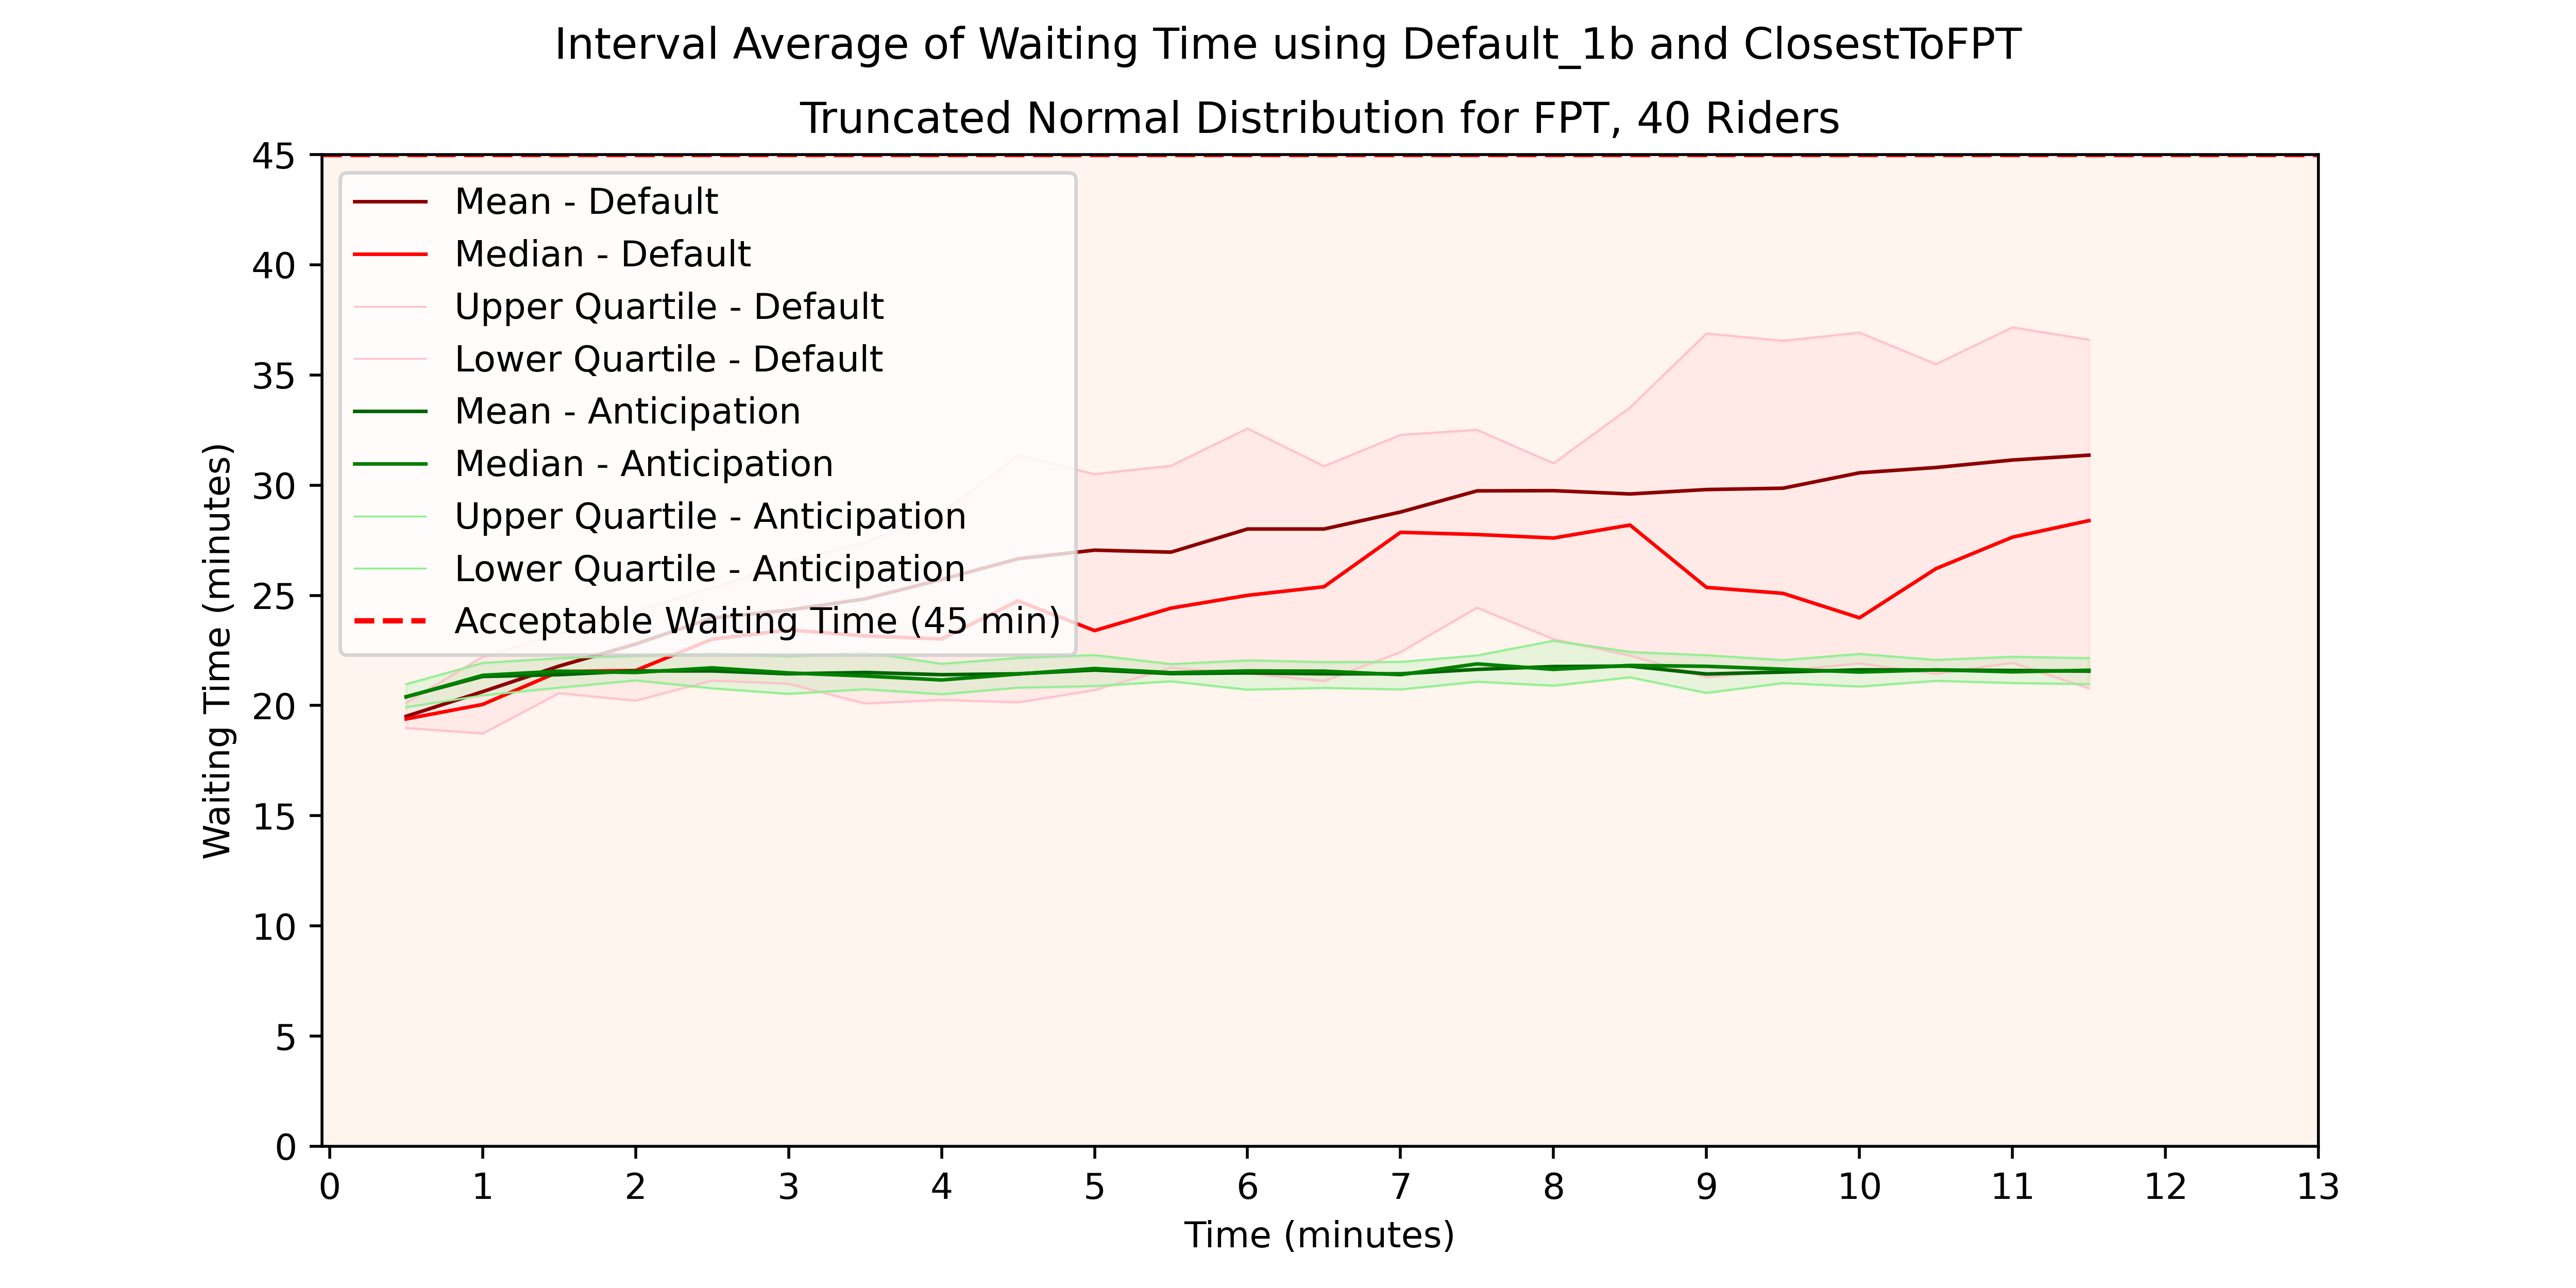 Interval Average of Waiting Time using Default_1b and ClosestToFPT
Truncated Normal Distribution for FPT, 40 Riders
45
40
35
30
25
20
15
10
5
0
Waiting Time (minutes)
Mean - Default
Median - Default
Upper Quartile - Default
Lower Quartile - Default
Mean - Anticipation
Median - Anticipation
Upper Quartile - Anticipation
Lower Quartile - Anticipation
Acceptable Waiting Time (45 min)
0 1 2 3 4 5 6 7 8 9 10 11 12 13
Time (minutes)